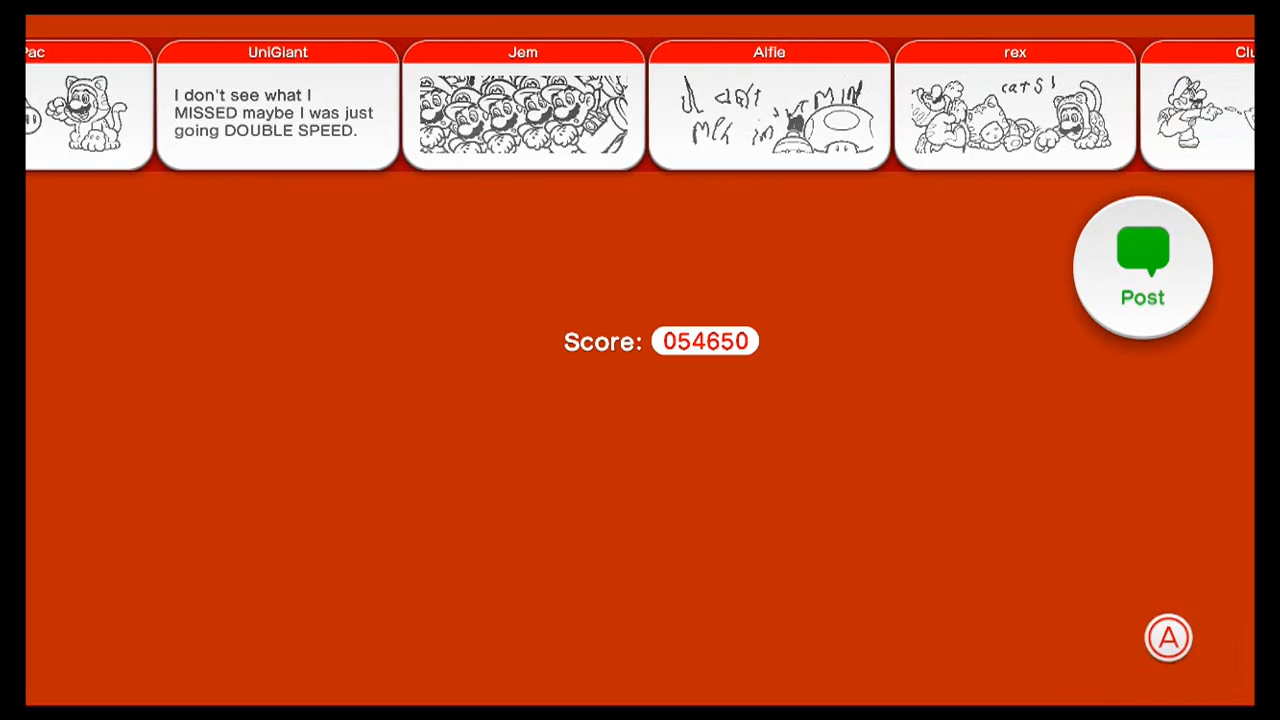 Pac
UniGiant
Jem
Alfie
rex
Clu
I don't see what I
MISSED maybe I was just
going DOUBLE SPEED.
cats!
Post
Score: 054650
A